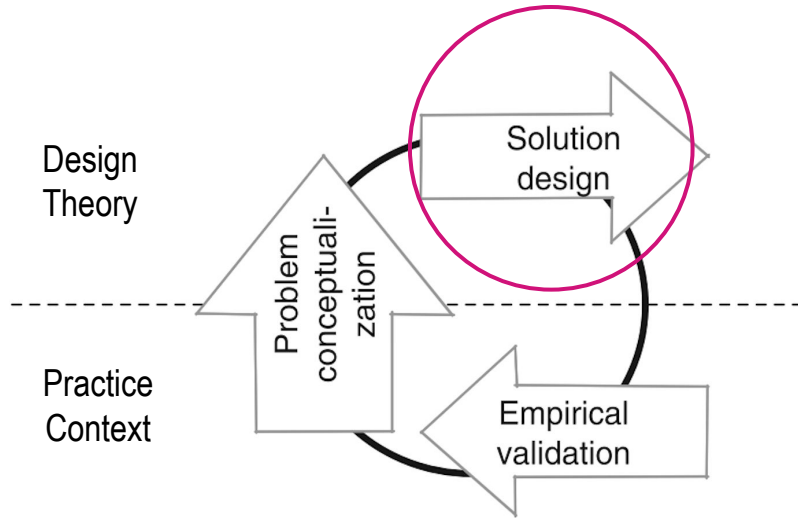 Design
Theory
Solution
design
Problem
conceptuali-
zation
Practice
Context
Empirical
validation